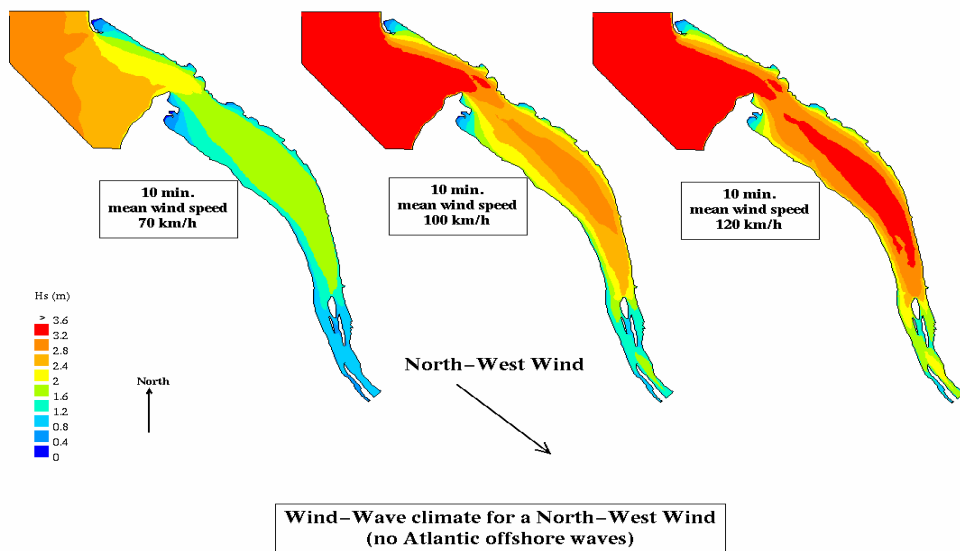 10 min.
mean wind speed
70 km/h
10 min.
mean wind speed
100 km/h
10 min.
mean wind speed
120 km/h
Hs (m)
>
3.6
3.2
2.8
2.4
2
1.6
1.2
0.8
0.4
0
North
North-West Wind
Wind-Wave climate for a North-West Wind
(no Atlantic offshore waves)